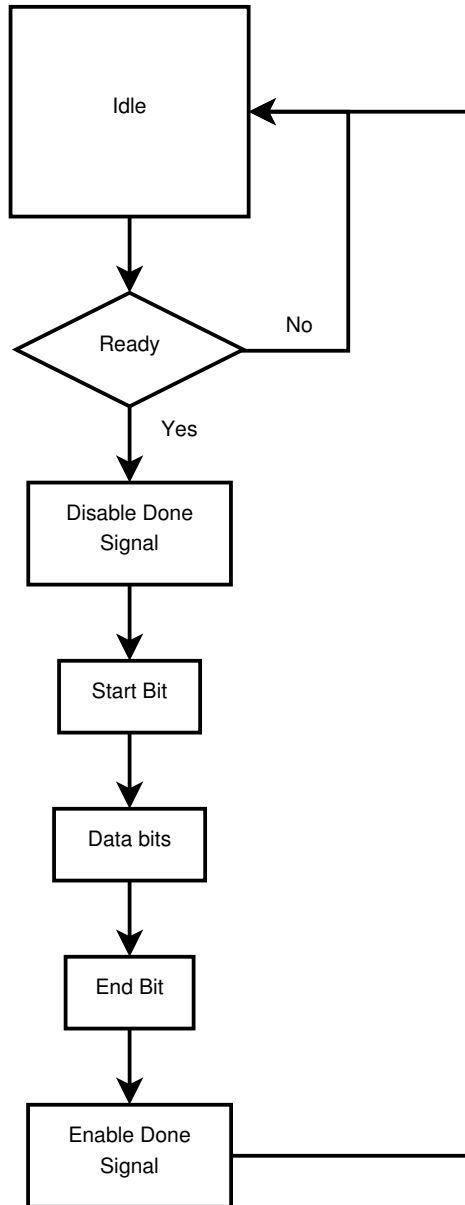 Idle
Ready
No
Yes
Disable Done
Signal
Start Bit
Data bits
End Bit
Enable Done
Signal